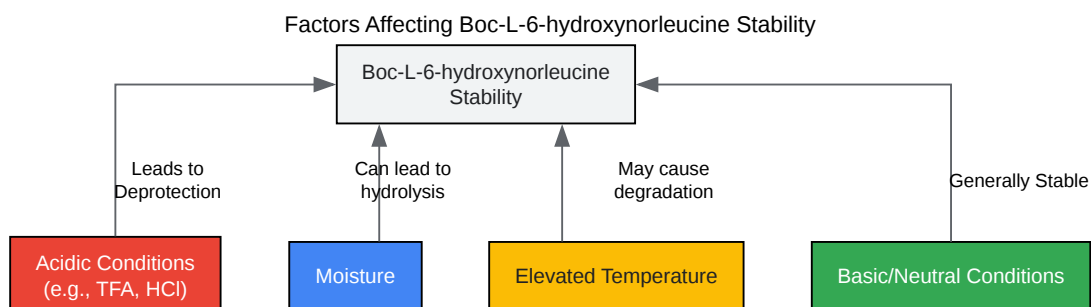 Factors Affecting Boc-L-6-hydroxynorleucine Stability
Boc-L-6-hydroxynorleucine
Stability
Leads to
Deprotection
Can lead to
hydrolysis
May cause
degradation
Generally Stable
Acidic Conditions
(e.g., TFA, HCl)
Moisture
Elevated Temperature
Basic/Neutral Conditions